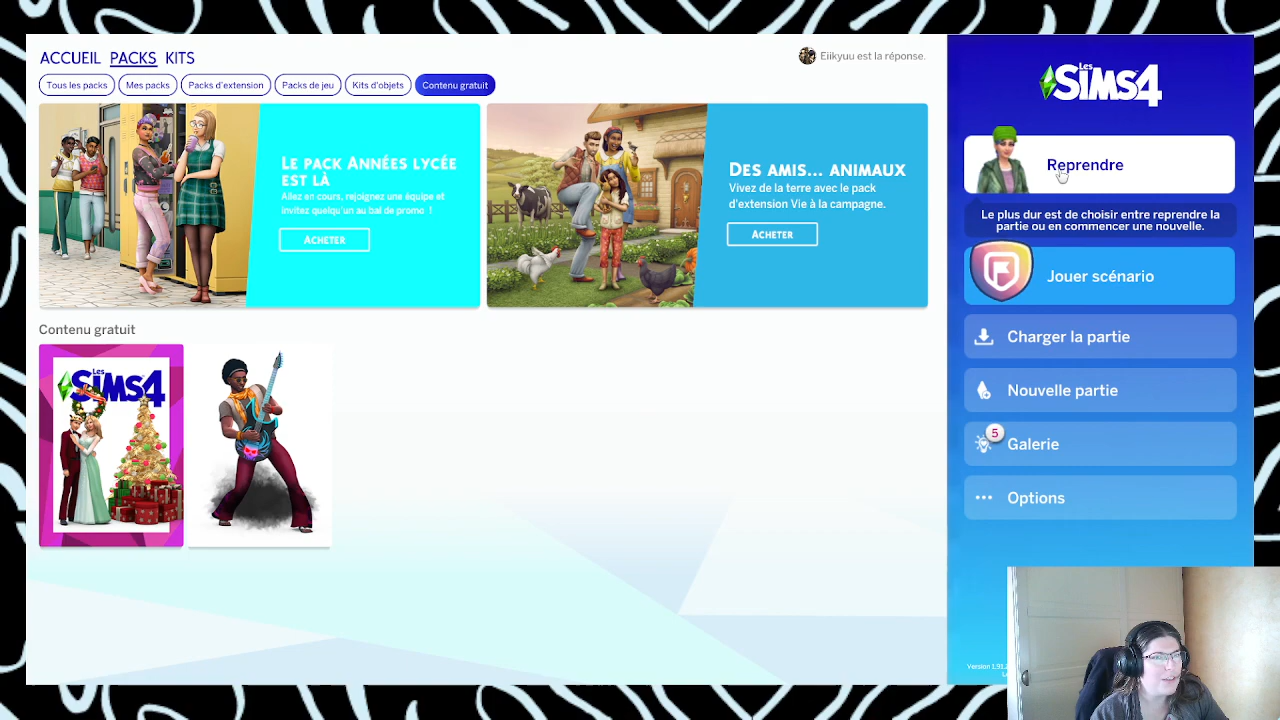 ACCUEIL PACKS KITS
Eiikyuu est la réponse.
Tous les packs Mes packs Packs d'extension Packs de jeu Kits d'objets Contenu gratuit
LE PACK ANNÉES LYCÉE
EST LÀ
Allez en cours, rejoignez une équipe et
invitez quelqu'un au bal de promo !
ACHETER
DES AMIS... ANIMAUX
Vivez de la terre avec le pack
d'extension Vie à la campagne.
ACHETER
Contenu gratuit
Les
SIMS4
Les
SIMS4
Reprendre
Le plus dur est de choisir entre reprendre la
partie ou en commencer une nouvelle.
Jouer scénario
Charger la partie
Nouvelle partie
5
Galerie
Options
Version 1.91.